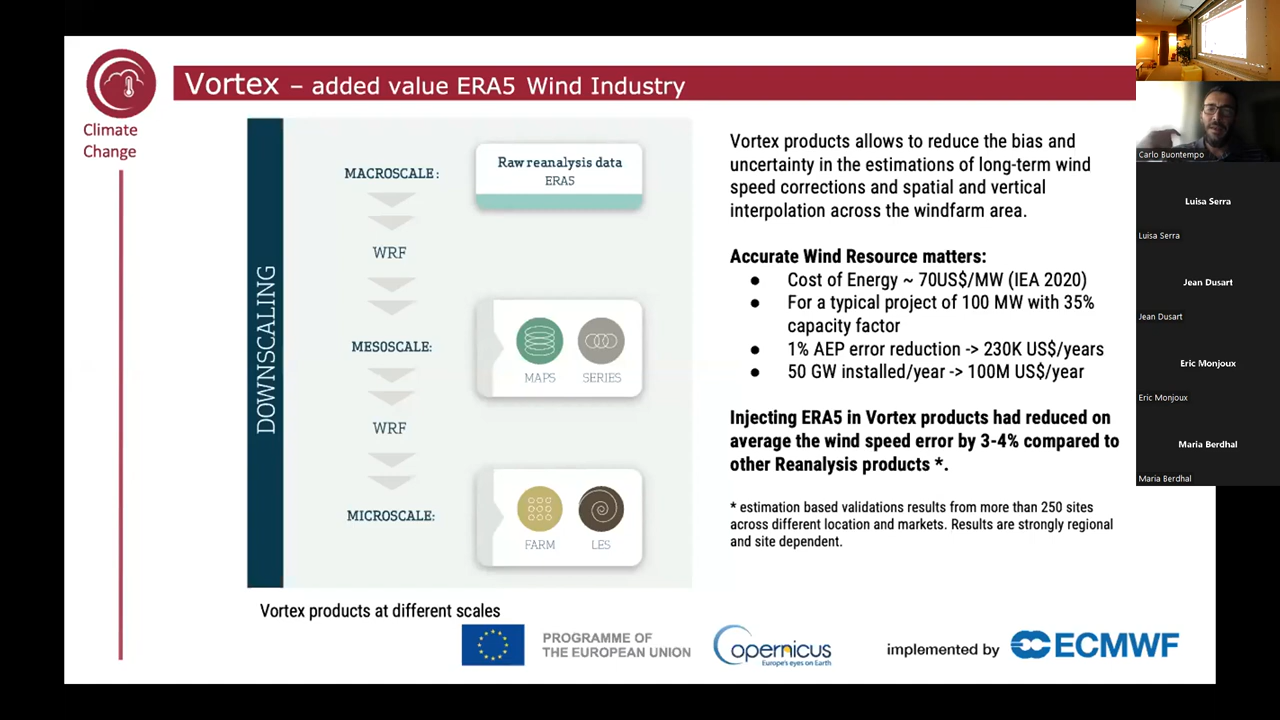 Climate
Change
Vortex – added value ERA5 Wind Industry
DOWNSCALING
MACROSCALE:
Raw reanalysis data
ERA5
WRF
MESOSCALE:
MAPS
SERIES
WRF
MICROSCALE:
FARM
LES
Vortex products at different scales
Vortex products allows to reduce the bias and
uncertainty in the estimations of long-term wind
speed corrections and spatial and vertical
interpolation across the windfarm area.
Accurate Wind Resource matters:
● Cost of Energy ~ 70US$/MW (IEA 2020)
● For a typical project of 100 MW with 35%
capacity factor
● 1% AEP error reduction -> 230K US$/years
● 50 GW installed/year -> 100M US$/year
Injecting ERA5 in Vortex products had reduced on
average the wind speed error by 3-4% compared to
other Reanalysis products *.
* estimation based validations results from more than 250 sites
across different location and markets. Results are strongly regional
and site dependent.
PROGRAMME OF
THE EUROPEAN UNION
opernicus
Europe's eyes on Earth
implemented by
ECMWF
Carlo Buontempo
Luisa Serra
Luisa Serra
Jean Dusart
Jean Dusart
Eric Monjoux
Eric Monjoux
Maria Berdhal
Maria Berdhal